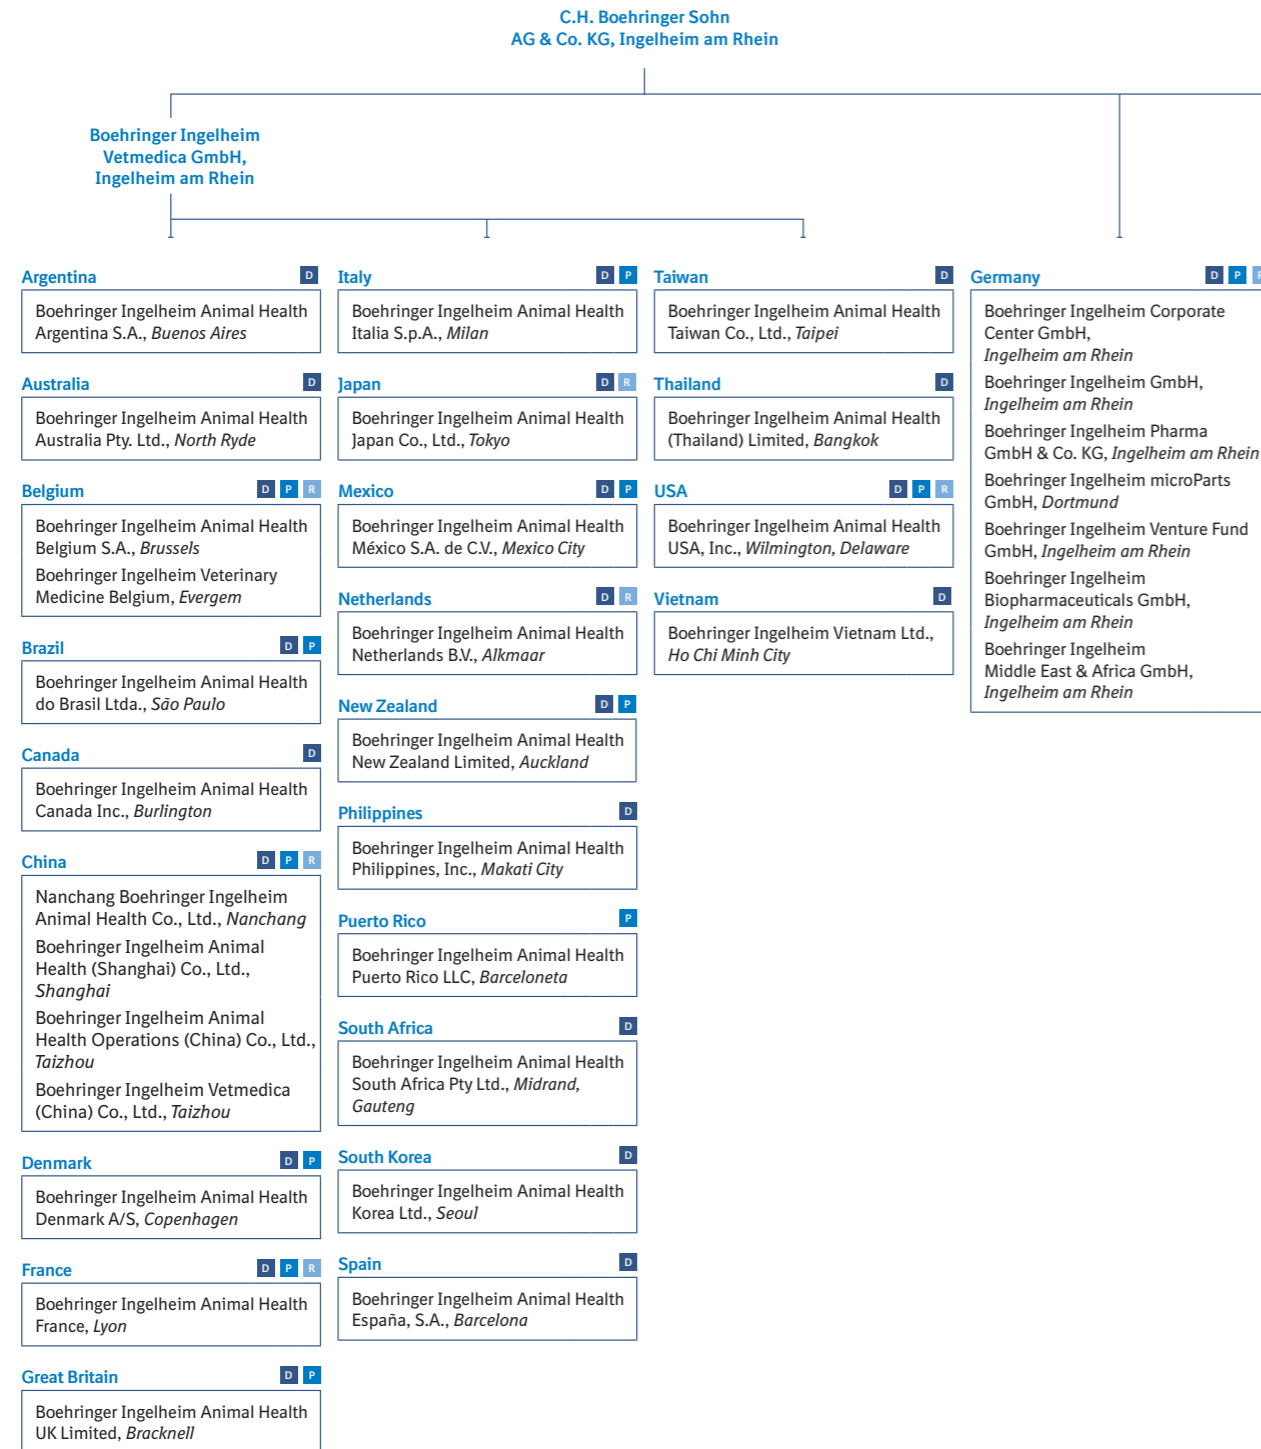 C.H. Boehringer Sohn
AG & Co. KG, Ingelheim am Rhein
Boehringer Ingelheim
Vetmedica GmbH,
Ingelheim am Rhein
Argentina D
Boehringer Ingelheim Animal Health
Argentina S.A., Buenos Aires
Australia D
Boehringer Ingelheim Animal Health
Australia Pty. Ltd., North Ryde
Belgium D P R
Boehringer Ingelheim Animal Health
Belgium S.A., Brussels
Boehringer Ingelheim Veterinary
Medicine Belgium, Evergem
Brazil D P
Boehringer Ingelheim Animal Health
do Brasil Ltda., São Paulo
Canada D
Boehringer Ingelheim Animal Health
Canada Inc., Burlington
China D P R
Nanchang Boehringer Ingelheim
Animal Health Co., Ltd., Nanchang
Boehringer Ingelheim Animal
Health (Shanghai) Co., Ltd.,
Shanghai
Boehringer Ingelheim Animal
Health Operations (China) Co., Ltd.,
Taizhou
Boehringer Ingelheim Vetmedica
(China) Co., Ltd., Taizhou
Denmark D P
Boehringer Ingelheim Animal Health
Denmark A/S, Copenhagen
France D P R
Boehringer Ingelheim Animal Health
France, Lyon
Great Britain D P
Boehringer Ingelheim Animal Health
UK Limited, Bracknell
Italy D P
Boehringer Ingelheim Animal Health
Italia S.p.A., Milan
Japan D R
Boehringer Ingelheim Animal Health
Japan Co., Ltd., Tokyo
Mexico D P
Boehringer Ingelheim Animal Health
México S.A. de C.V., Mexico City
Netherlands D R
Boehringer Ingelheim Animal Health
Netherlands B.V., Alkmaar
New Zealand D P
Boehringer Ingelheim Animal Health
New Zealand Limited, Auckland
Philippines D
Boehringer Ingelheim Animal Health
Philippines, Inc., Makati City
Puerto Rico P
Boehringer Ingelheim Animal Health
Puerto Rico LLC, Barceloneta
South Africa D
Boehringer Ingelheim Animal Health
South Africa Pty Ltd., Midrand,
Gauteng
South Korea D
Boehringer Ingelheim Animal Health
Korea Ltd., Seoul
Spain D
Boehringer Ingelheim Animal Health
España, S.A., Barcelona
Taiwan D
Boehringer Ingelheim Animal Health
Taiwan Co., Ltd., Taipei
Thailand D
Boehringer Ingelheim Animal Health
(Thailand) Limited, Bangkok
USA D P R
Boehringer Ingelheim Animal Health
USA, Inc., Wilmington, Delaware
Vietnam D
Boehringer Ingelheim Vietnam Ltd.,
Ho Chi Minh City
Germany D P R
Boehringer Ingelheim Corporate
Center GmbH,
Ingelheim am Rhein
Boehringer Ingelheim GmbH,
Ingelheim am Rhein
Boehringer Ingelheim Pharma
GmbH & Co. KG, Ingelheim am Rhein
Boehringer Ingelheim microParts
GmbH, Dortmund
Boehringer Ingelheim Venture Fund
GmbH, Ingelheim am Rhein
Boehringer Ingelheim
Biopharmaceuticals GmbH,
Ingelheim am Rhein
Boehringer Ingelheim
Middle East & Africa GmbH,
Ingelheim am Rhein